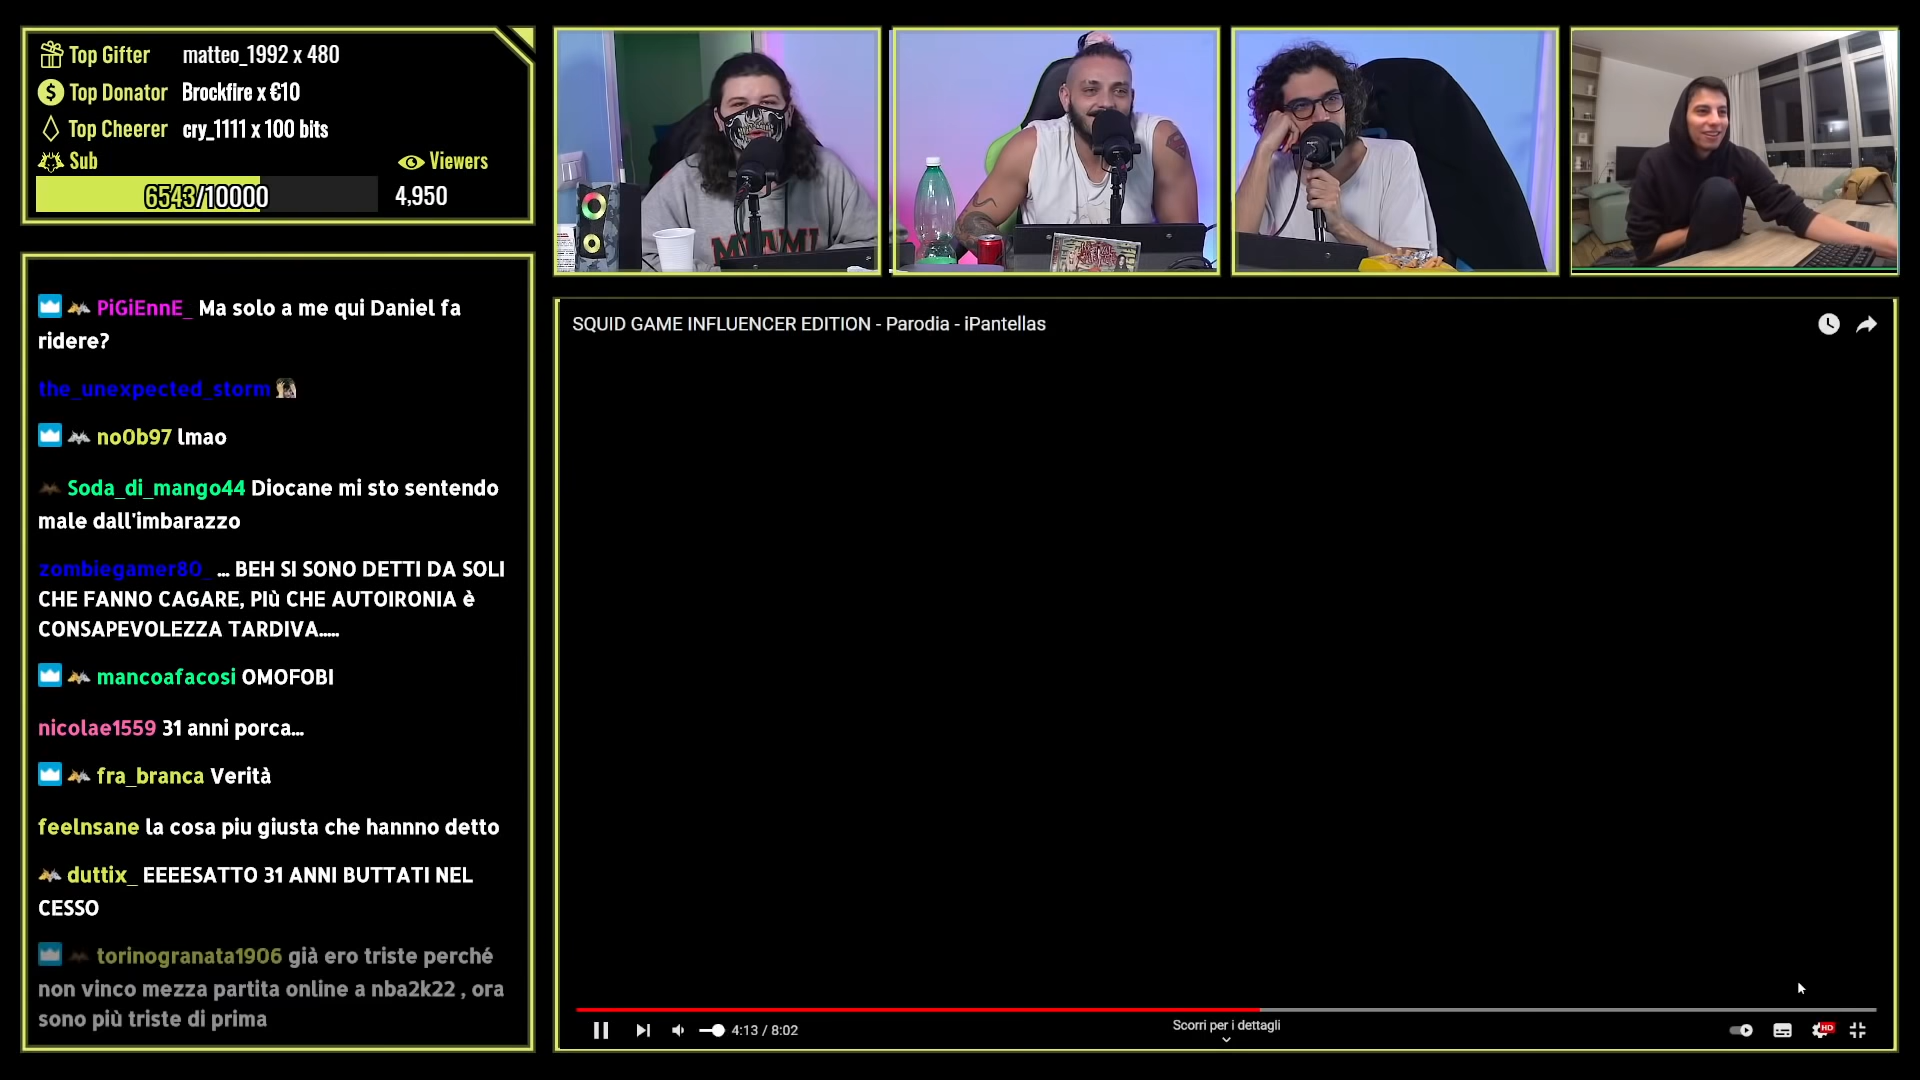 Top Gifter matteo_1992 x 480
Top Donator Brockfire x €10
Top Cheerer cry_1111 x 100 bits
Sub Viewers
6543/10000 4,950
MIAMI
PiGiEnnE_ Ma solo a me qui Daniel fa
ridere?
the_unexpected_storm
no0b97 lmao
Soda_di_mango44 Diocane mi sto sentendo
male dall'imbarazzo
zombiegamer80_ ... BEH SI SONO DETTI DA SOLI
CHE FANNO CAGARE, PIù CHE AUTOIRONIA è
CONSAPEVOLEZZA TARDIVA.....
mancoafacosi OMOFOBI
nicolae1559 31 anni porca...
fra_branca Verità
feelnsane la cosa piu giusta che hannno detto
duttix_ EEEESATTO 31 ANNI BUTTATI NEL
CESSO
torinogranata1906 già ero triste perché
non vinco mezza partita online a nba2k22 , ora
sono più triste di prima
SQUID GAME INFLUENCER EDITION - Parodia - iPantellas
4:13 / 8:02
Scorri per i dettagli
HD